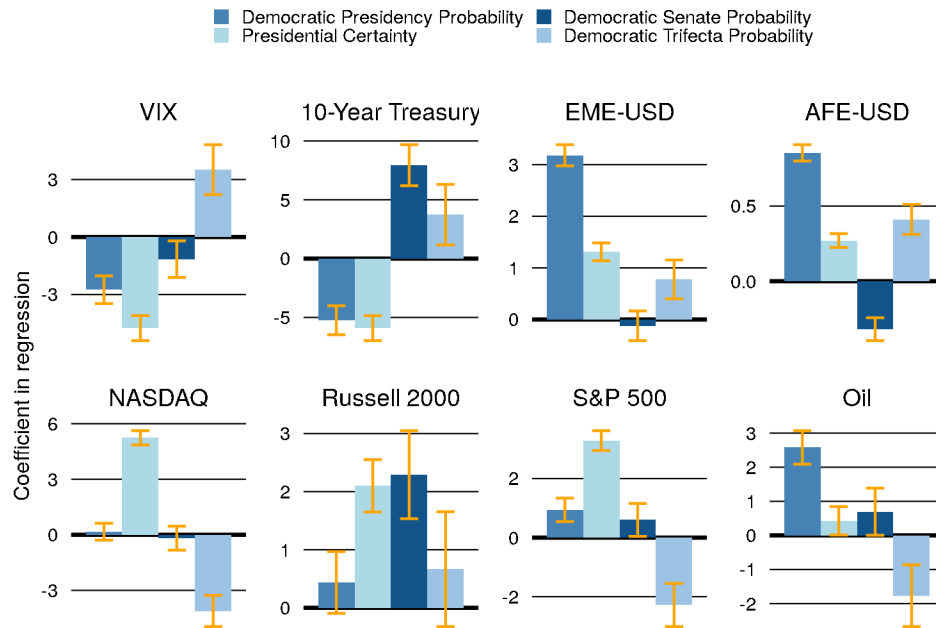 Democratic Presidency Probability
Democratic Senate Probability
Presidential Certainty
Democratic Trifecta Probability
Coefficient in regression
VIX
3
0
-3
10-Year Treasury
10
5
0
-5
EME-USD
3
2
1
0
AFE-USD
0.5
0.0
NASDAQ
6
3
0
-3
Russell 2000
3
2
1
0
S&P 500
2
0
-2
Oil
3
2
1
0
-1
-2